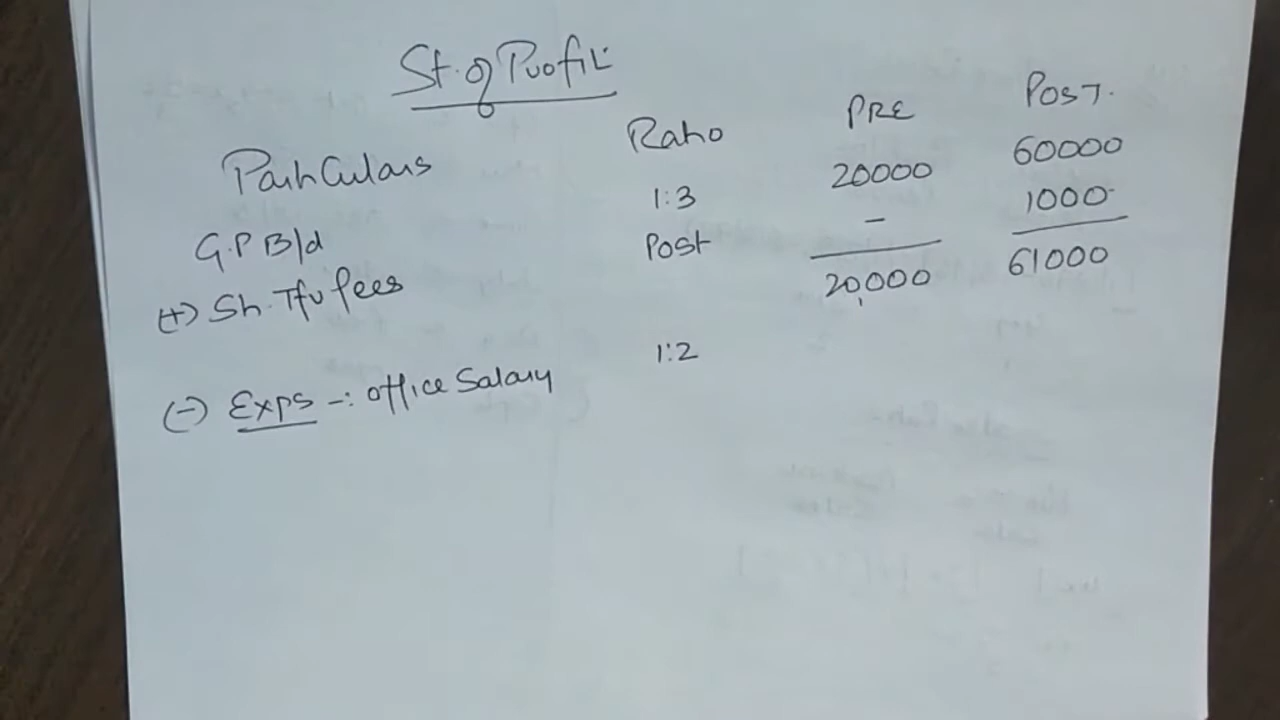 St. of Profit
Particulars Ratio PRE POST.
G.P B/d 1:3 20000 60000
(+) Sh. Tfr fees Post - 1000
20,000 61000
(-) Exps -: office Salary 1:2